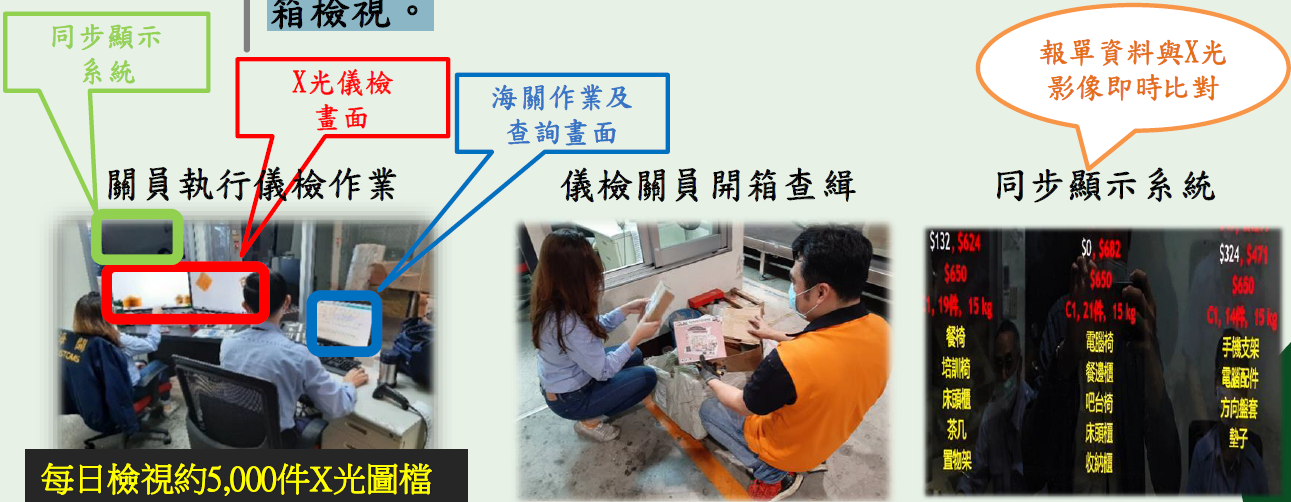 箱檢視。
同步顯示
系統
X光儀檢
畫面
海關作業及
查詢畫面
報單資料與X光
影像即時比對
關員執行儀檢作業
儀檢關員開箱查緝
同步顯示系統
CUSTOMS
每日檢視約5,000件X光圖檔
$132, $624
$650
19件, 15 kg
餐椅
培訓椅
床頭櫃
茶几
置物架
$0, $682
$650
C1, 21件, 15 kg
電腦椅
餐邊櫃
吧台椅
床頭櫃
收納櫃
$324, $471
$650
C1, 14件, 15 kg
手機支架
電腦配件
方向盤套
墊子